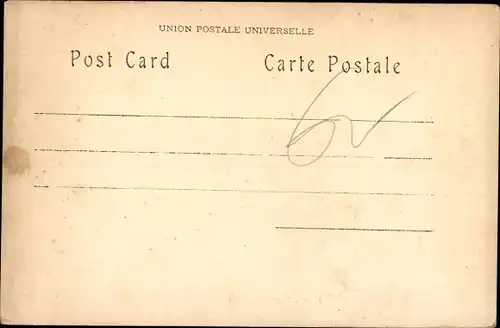 UNION POSTALE UNIVERSELLE
Post Card Carte Postale